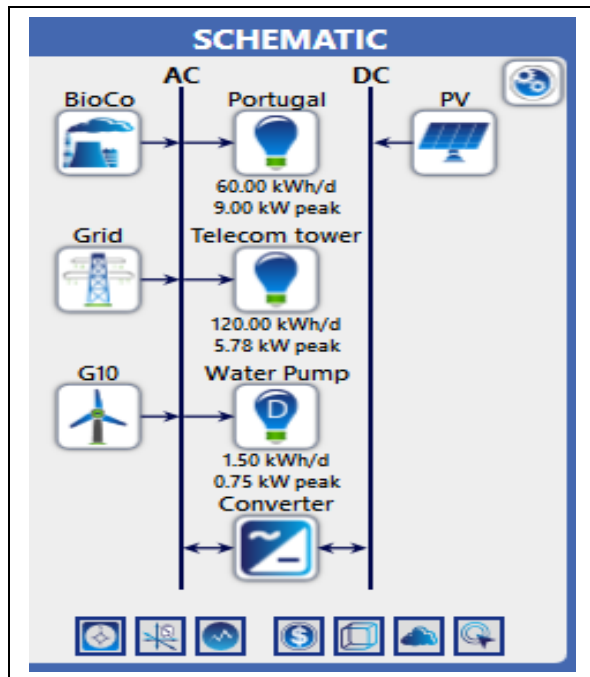 SCHEMATIC
AC DC
BioCo Portugal PV
60.00 kWh/d
9.00 kW peak
Grid Telecom tower
120.00 kWh/d
5.78 kW peak
G10 Water Pump
D
1.50 kWh/d
0.75 kW peak
Converter
$